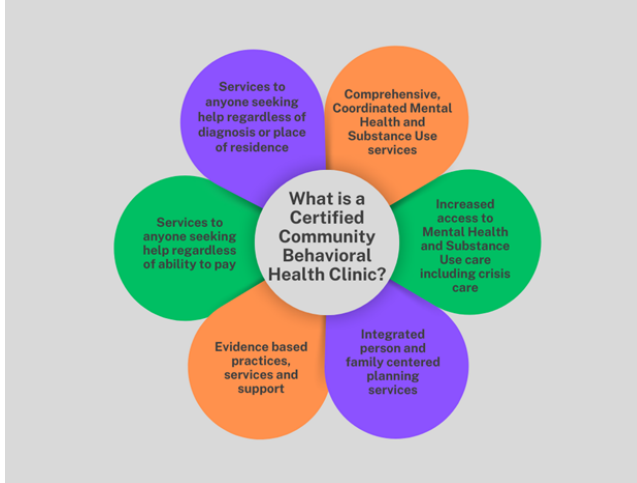 What is a
Certified
Community
Behavioral
Health Clinic?
Services to
anyone seeking
help regardless of
diagnosis or place
of residence
Comprehensive,
Coordinated Mental
Health and
Substance Use
services
Increased
access to
Mental Health
and Substance
Use care
including crisis
care
Integrated
person and
family centered
planning
services
Evidence based
practices,
services and
support
Services to
anyone seeking
help regardless
of ability to pay